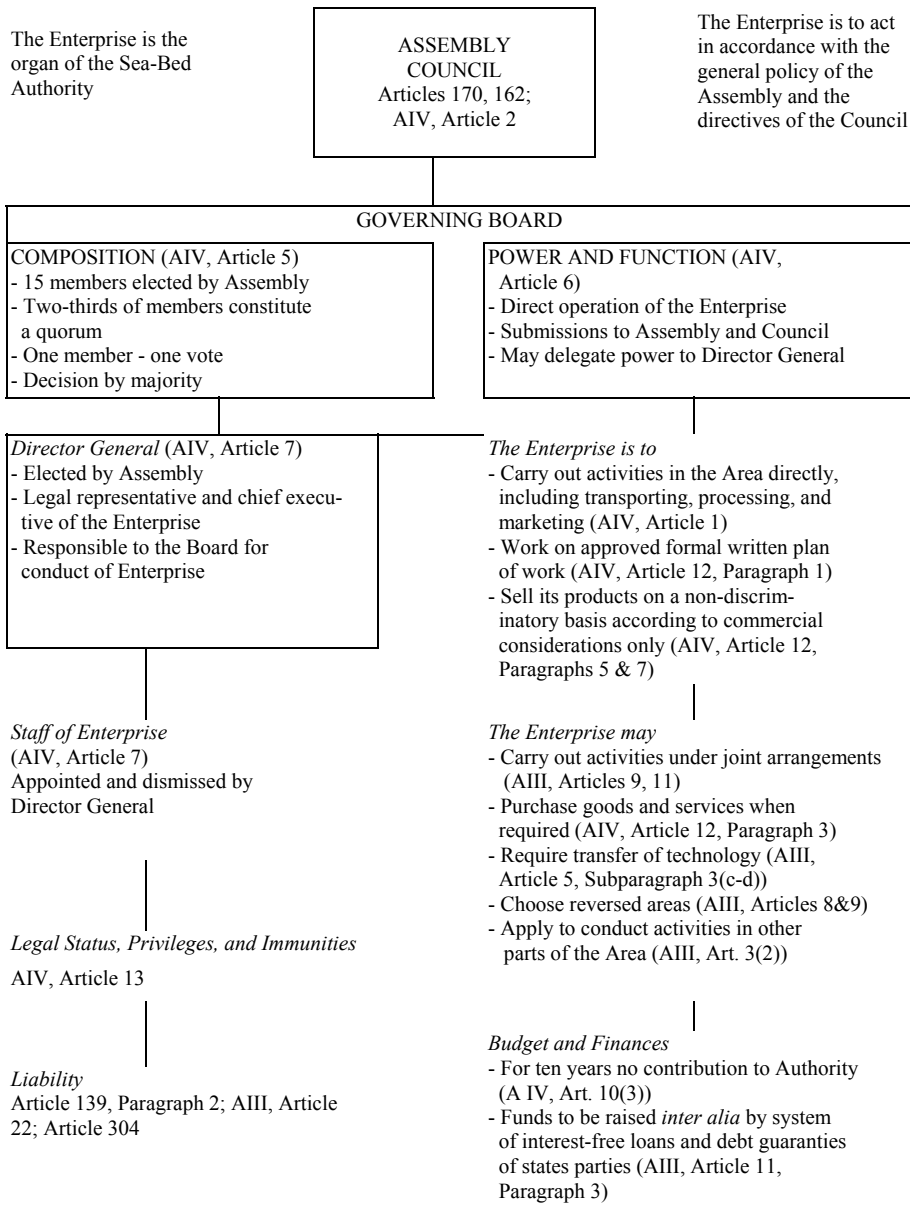 The Enterprise is the
organ of the Sea-Bed
Authority
ASSEMBLY
COUNCIL
Articles 170, 162;
AIV, Article 2
The Enterprise is to act
in accordance with the
general policy of the
Assembly and the
directives of the Council
GOVERNING BOARD
COMPOSITION (AIV, Article 5)
- 15 members elected by Assembly
- Two-thirds of members constitute
a quorum
- One member - one vote
- Decision by majority
POWER AND FUNCTION (AIV,
Article 6)
- Direct operation of the Enterprise
- Submissions to Assembly and Council
- May delegate power to Director General
Director General (AIV, Article 7)
- Elected by Assembly
- Legal representative and chief execu-
tive of the Enterprise
- Responsible to the Board for
conduct of Enterprise
The Enterprise is to
- Carry out activities in the Area directly,
including transporting, processing, and
marketing (AIV, Article 1)
- Work on approved formal written plan
of work (AIV, Article 12, Paragraph 1)
- Sell its products on a non-discrim-
inatory basis according to commercial
considerations only (AIV, Article 12,
Paragraphs 5 & 7)
Staff of Enterprise
(AIV, Article 7)
Appointed and dismissed by
Director General
The Enterprise may
- Carry out activities under joint arrangements
(AIII, Articles 9, 11)
- Purchase goods and services when
required (AIV, Article 12, Paragraph 3)
- Require transfer of technology (AIII,
Article 5, Subparagraph 3(c-d))
- Choose reversed areas (AIII, Articles 8&9)
- Apply to conduct activities in other
parts of the Area (AIII, Art. 3(2))
Legal Status, Privileges, and Immunities
AIV, Article 13
Liability
Article 139, Paragraph 2; AIII, Article
22; Article 304
Budget and Finances
- For ten years no contribution to Authority
(A IV, Art. 10(3))
- Funds to be raised inter alia by system
of interest-free loans and debt guaranties
of states parties (AIII, Article 11,
Paragraph 3)